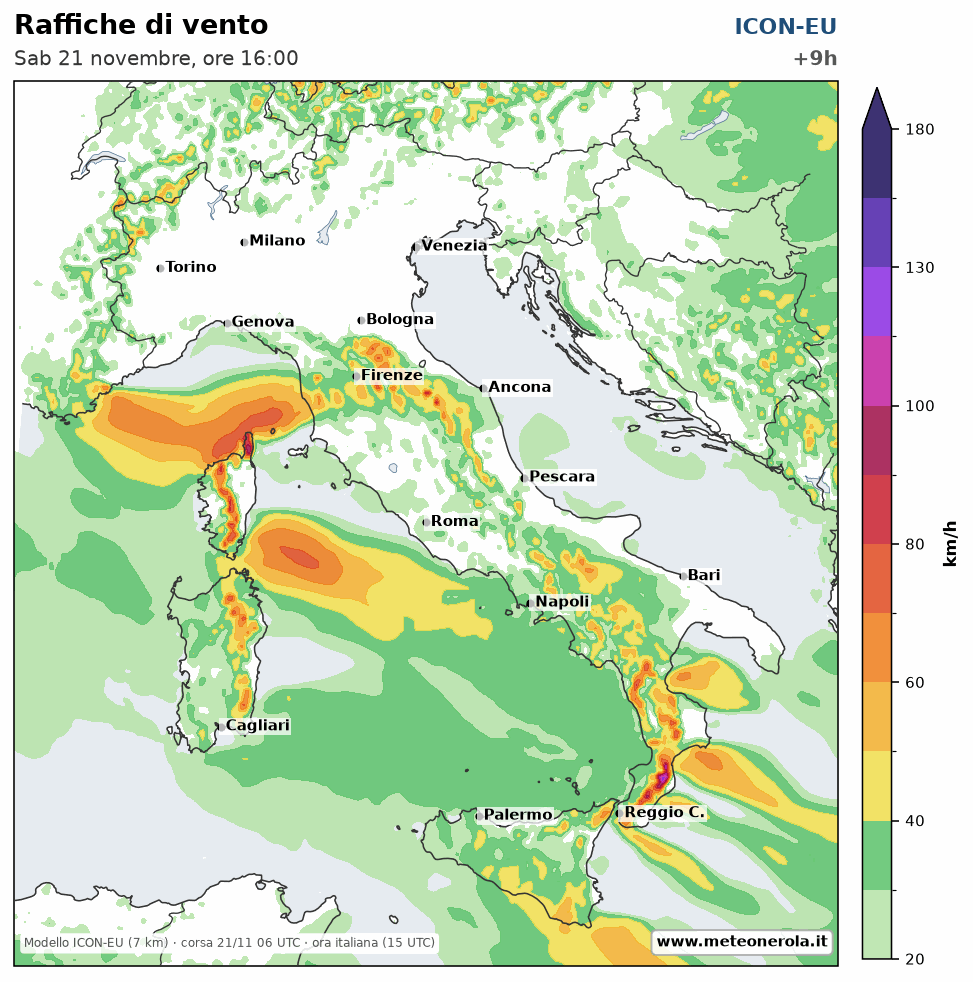 Raffiche di vento
ICON-EU
Sab 21 novembre, ore 16:00
+9h
Milano
Venezia
Torino
Genova
Bologna
Firenze
Ancona
Pescara
Roma
Bari
Napoli
Cagliari
Palermo
Reggio C.
180
130
100
80
60
40
20
km/h
Modello ICON-EU (7 km) · corsa 21/11 06 UTC · ora italiana (15 UTC)
www.meteonerola.it